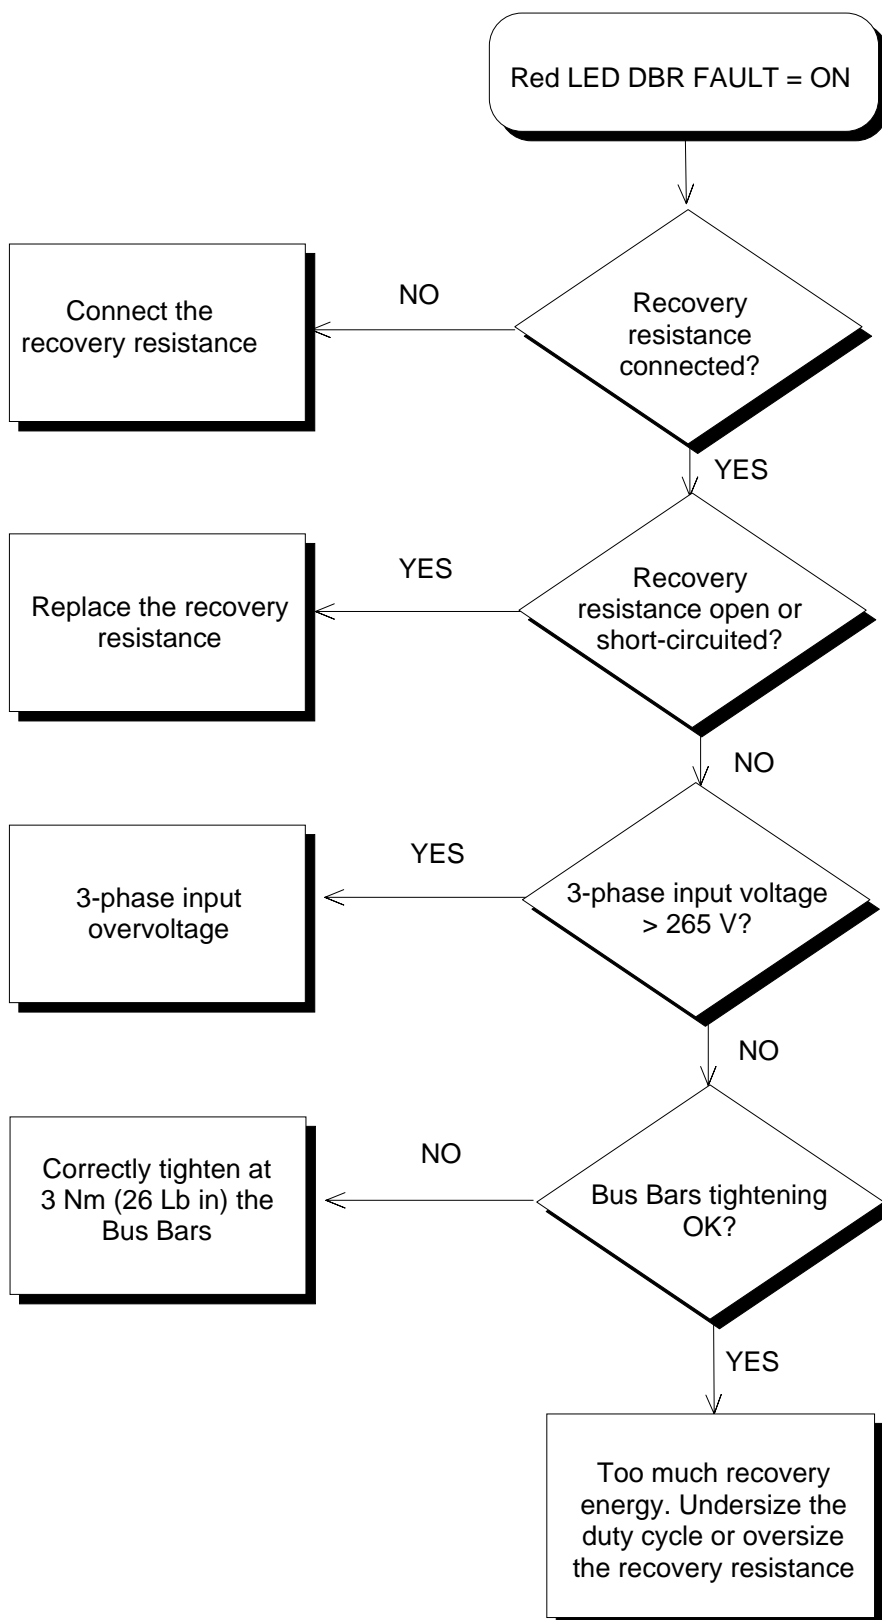 Red LED DBR FAULT = ON
NO
Connect the
recovery resistance
Recovery
resistance
connected?
YES
YES
Replace the recovery
resistance
Recovery
resistance open or
short-circuited?
NO
YES
3-phase input
overvoltage
3-phase input voltage
> 265 V?
NO
NO
Correctly tighten at
3 Nm (26 Lb in) the
Bus Bars
Bus Bars tightening
OK?
YES
Too much recovery
energy. Undersize the
duty cycle or oversize
the recovery resistance